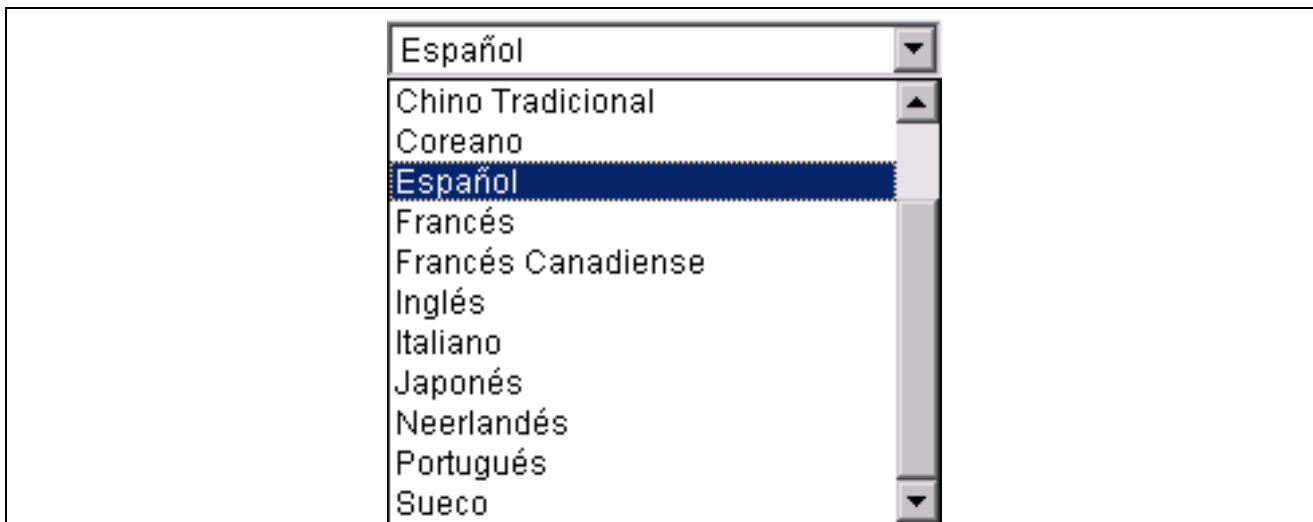 Español
Chino Tradicional
Coreano
Español
Francés
Francés Canadiense
Inglés
Italiano
Japonés
Neerlandés
Portugués
Sueco